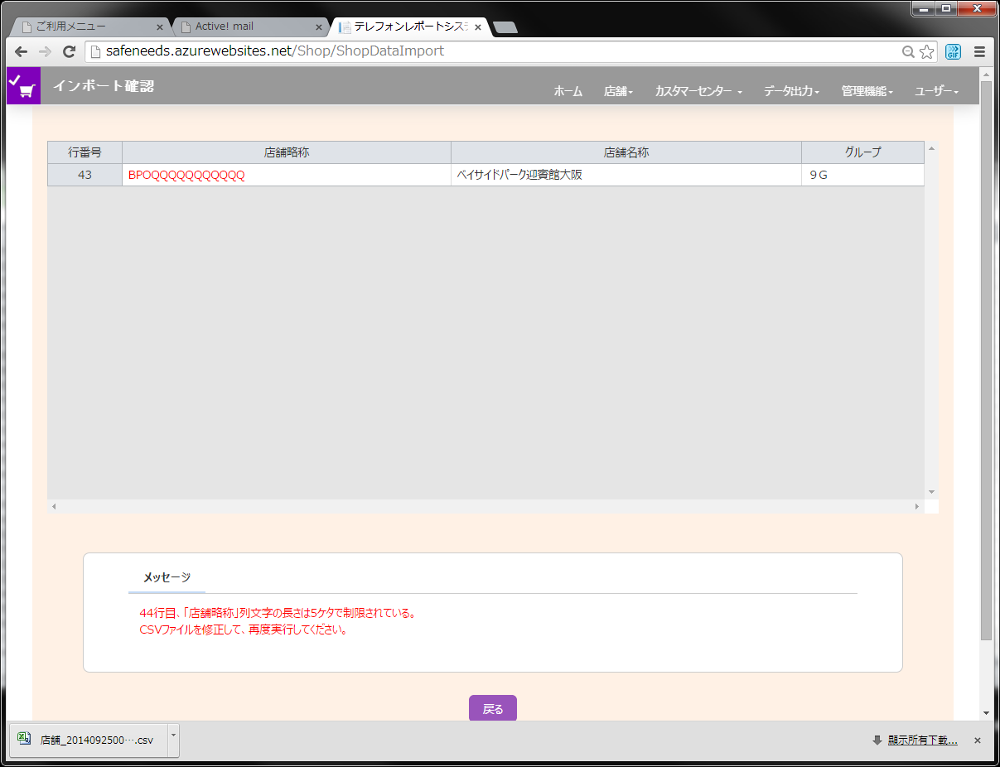 ご利用メニュー
Active! mail
テレフォンレポートシス
safeneeds.azurewebsites.net/Shop/ShopDataImport
GIF
インポート確認
ホーム 店舗 カスタマーセンター データ出力 管理機能 ユーザー
行番号 店舗略称 店舗名称 グループ
43 BPOQQQQQQQQQQQ ベイサイドパーク迎賓館大阪 9G
メッセージ
44行目、「店舗略称」列文字の長さは5ケタで制限されている。
CSVファイルを修正して、再度実行してください。
戻る
店舗_2014092500….csv
顯示所有下載...